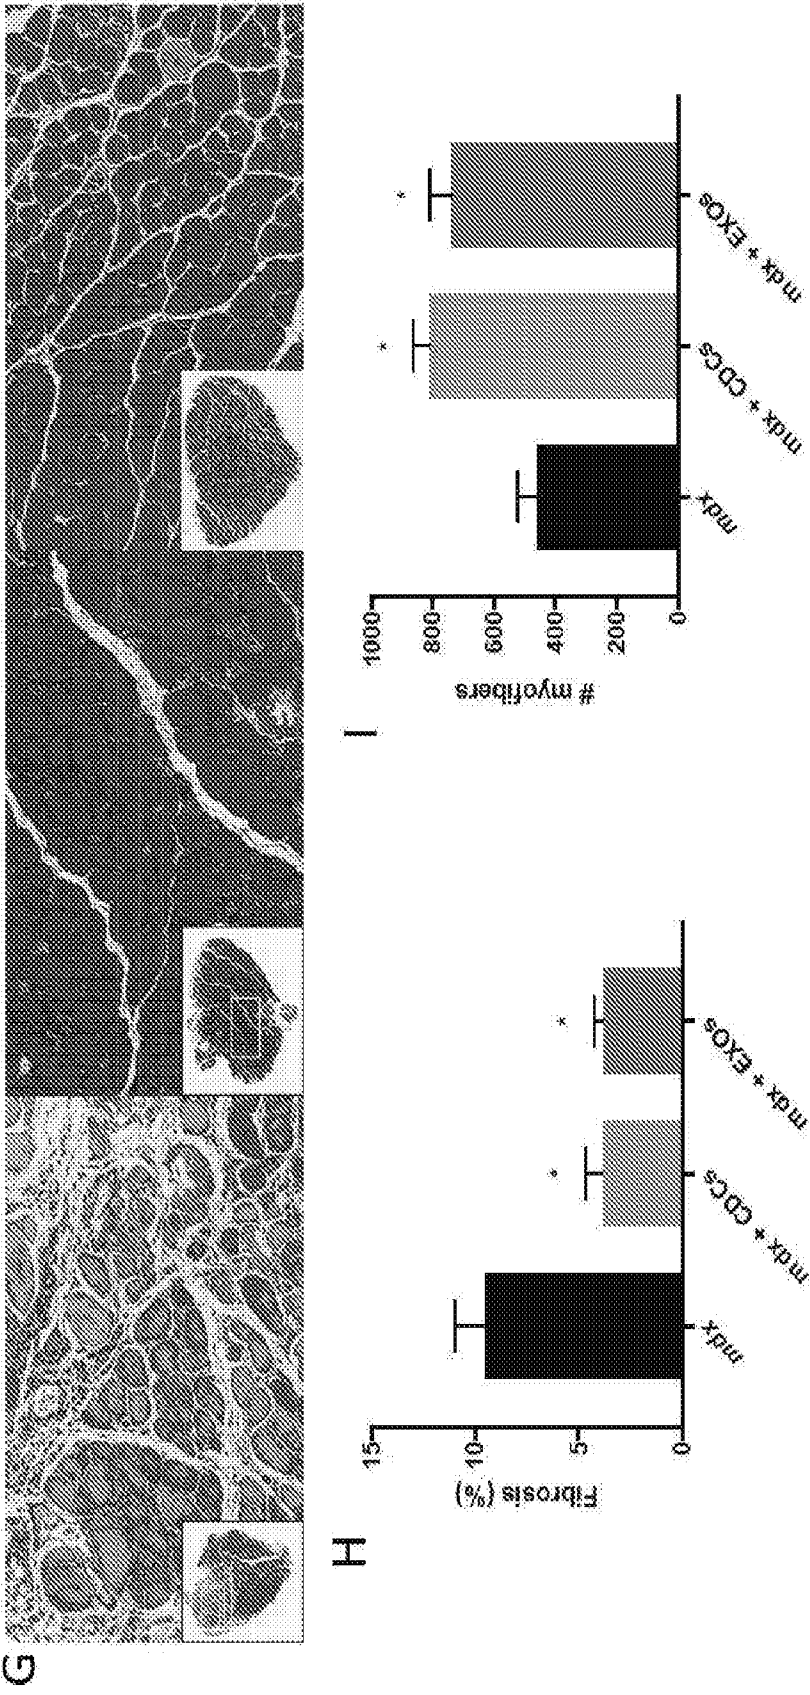 G
H
Fibrosis (%)
15
10
5
0
mdx
mdx + CDCs
mdx + EXOs
*
*
I
# myofibers
1000
800
600
400
200
0
mdx
mdx + CDCs
mdx + EXOs
*
*